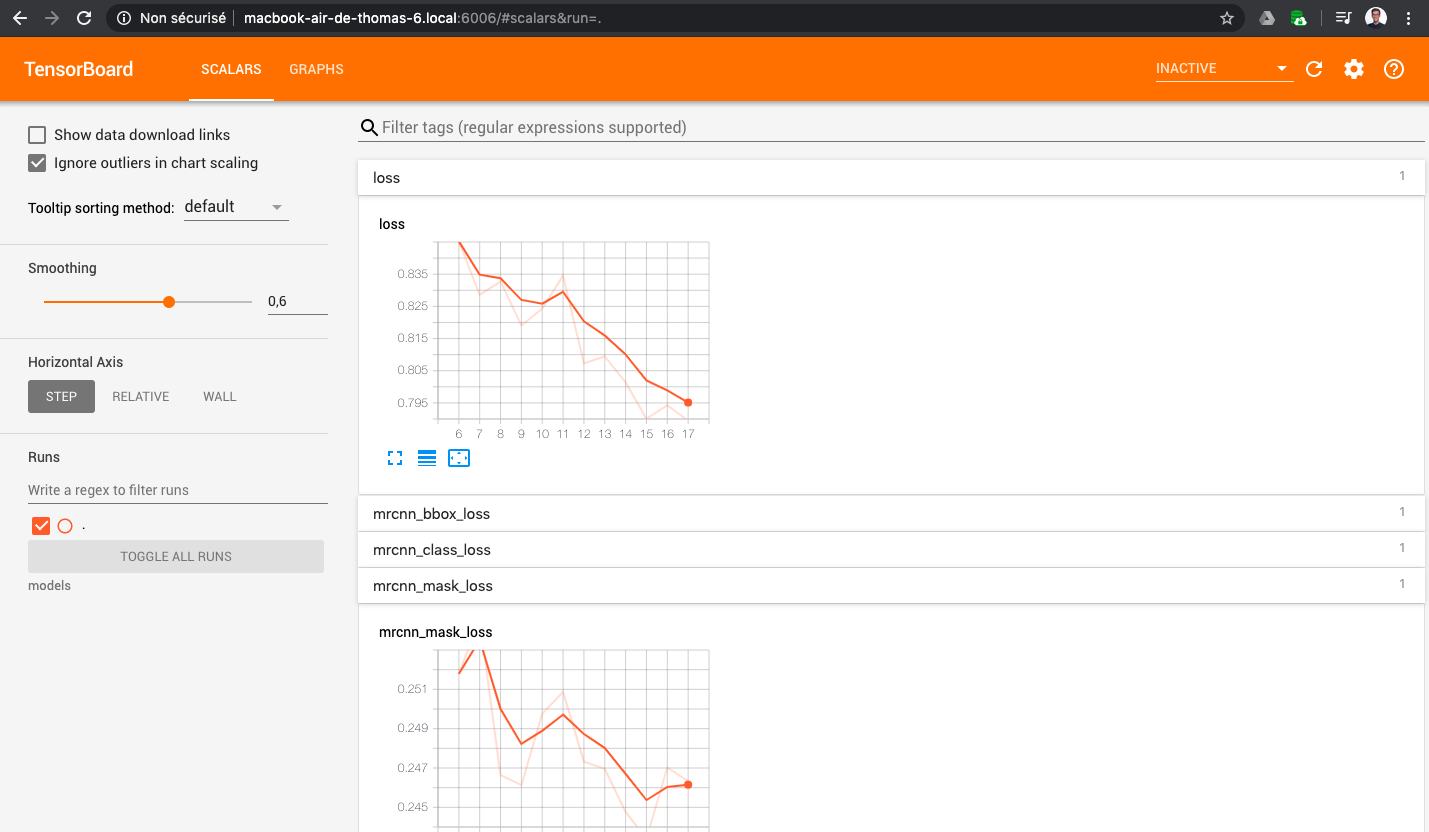 Non sécurisé macbook-air-de-thomas-6.local:6006/#scalars&run=.
TensorBoard SCALARS GRAPHS INACTIVE
Show data download links
Ignore outliers in chart scaling
Tooltip sorting method: default
Smoothing
0,6
Horizontal Axis
STEP RELATIVE WALL
Runs
Write a regex to filter runs
.
TOGGLE ALL RUNS
models
Filter tags (regular expressions supported)
loss 1
loss
0.835
0.825
0.815
0.805
0.795
6 7 8 9 10 11 12 13 14 15 16 17
mrcnn_bbox_loss 1
mrcnn_class_loss 1
mrcnn_mask_loss 1
mrcnn_mask_loss
0.251
0.249
0.247
0.245